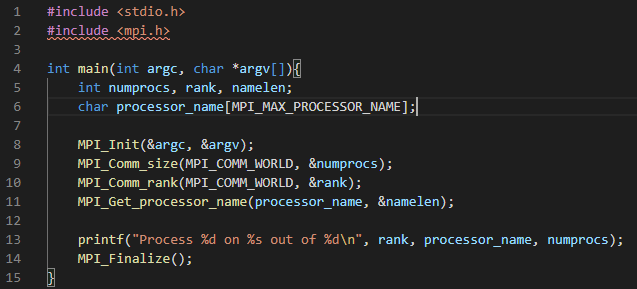 1 #include <stdio.h>
2 #include <mpi.h>
3
4 int main(int argc, char *argv[]){
5     int numprocs, rank, namelen;
6     char processor_name[MPI_MAX_PROCESSOR_NAME];
7
8     MPI_Init(&argc, &argv);
9     MPI_Comm_size(MPI_COMM_WORLD, &numprocs);
10     MPI_Comm_rank(MPI_COMM_WORLD, &rank);
11     MPI_Get_processor_name(processor_name, &namelen);
12
13     printf("Process %d on %s out of %d\n", rank, processor_name, numprocs);
14     MPI_Finalize();
15 }